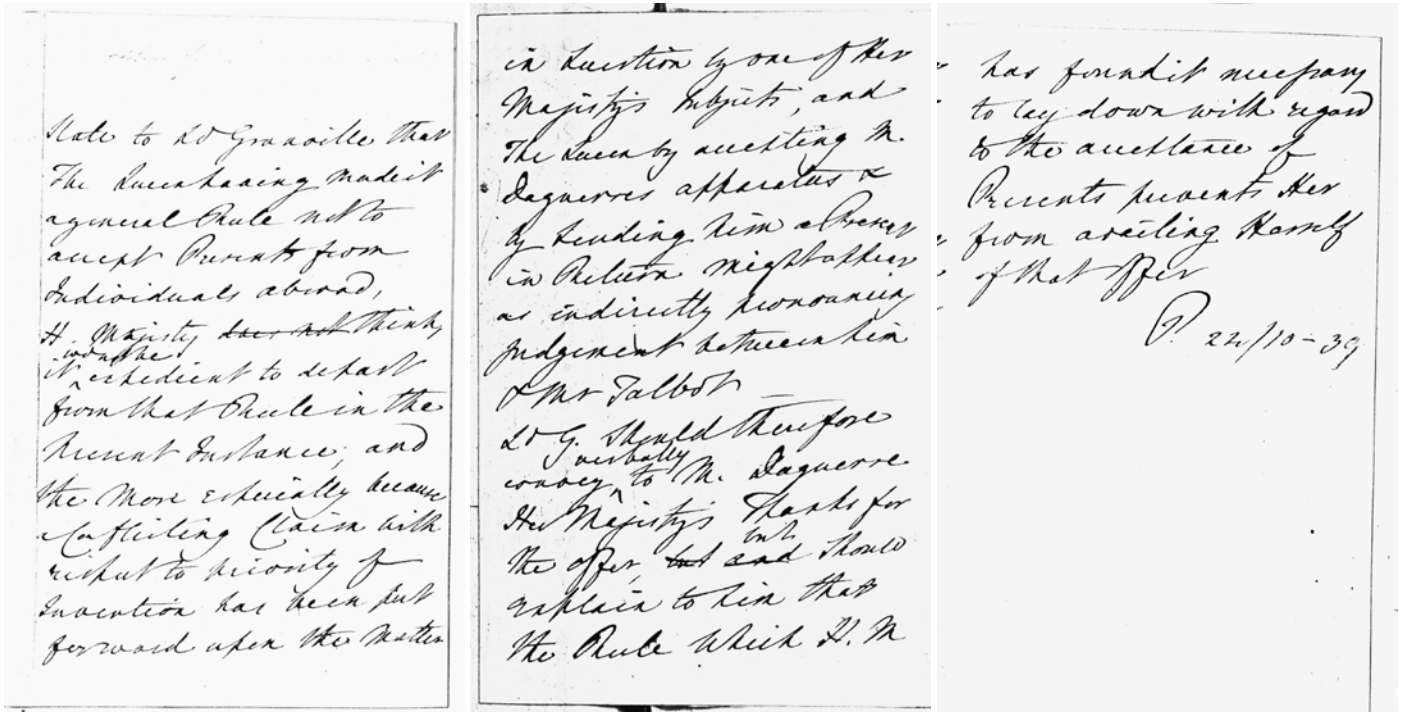 State to Ld Granville that
The Queen having made it
a general Rule not to
accept Presents from
Individuals abroad,
H. Majesty does not thinks
would be
it expedient to depart
from that Rule in the
Present Instance; and
the More especially because
a Conflicting Claim with
respect to priority of
Invention has been put
forward upon the Matter
in Question by one of Her
Majesty's Subjects, and
The Queen by accepting M.
Daguerres apparatus &
by sending him a Present
in Return might appear
as indirectly pronouncing
judgement between him
& Mr Talbot —
Ld G. Should therefore
verbally
convey to M. Daguerre
Her Majesty's Thanks for
but
the offer, but and should
explain to him that
the Rule which H. M
has found it necessary
to lay down with regard
to the acceptance of
Presents prevents Her
from availing Herself
of that offer
P. 22/10-39